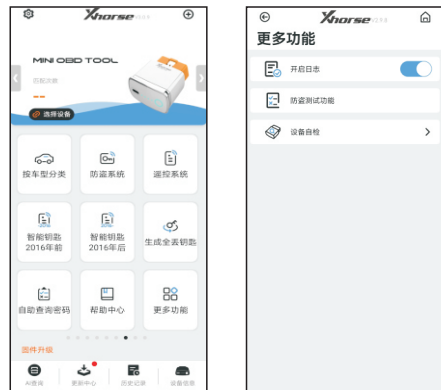 Xhorse
MINI OBD TOOL
匹配次数
--
选择设备
按车型分类
防盗系统
遥控系统
智能钥匙
2016年前
智能钥匙
2016年后
生成全丢钥匙
自助查询密码
帮助中心
更多功能
固件升级
AI查询
更新中心
历史记录
设备信息
Xhorse
更多功能
开启日志
防盗测试功能
设备自检